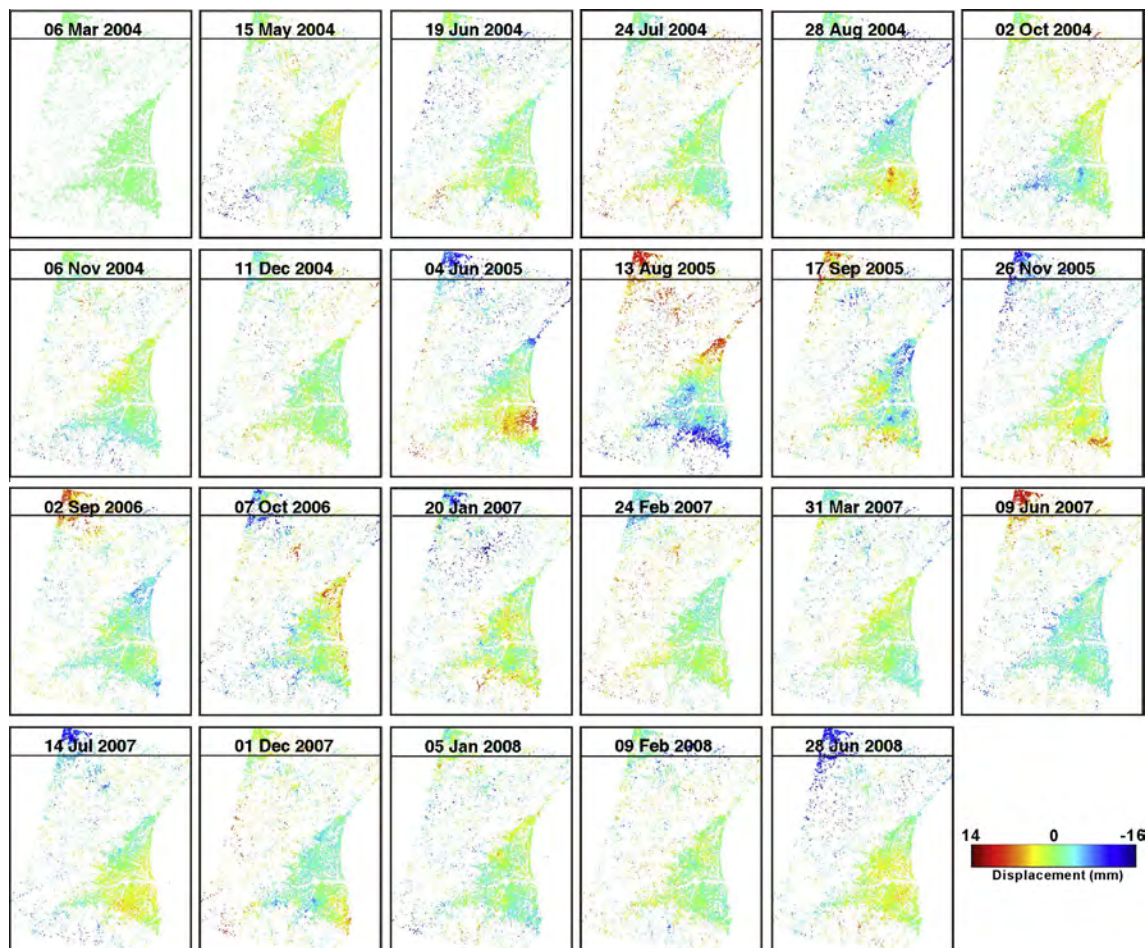 06 Mar 2004
15 May 2004
19 Jun 2004
24 Jul 2004
28 Aug 2004
02 Oct 2004
06 Nov 2004
11 Dec 2004
04 Jun 2005
13 Aug 2005
17 Sep 2005
26 Nov 2005
02 Sep 2006
07 Oct 2006
20 Jan 2007
24 Feb 2007
31 Mar 2007
09 Jun 2007
14 Jul 2007
01 Dec 2007
05 Jan 2008
09 Feb 2008
28 Jun 2008
14 0 -16
Displacement (mm)